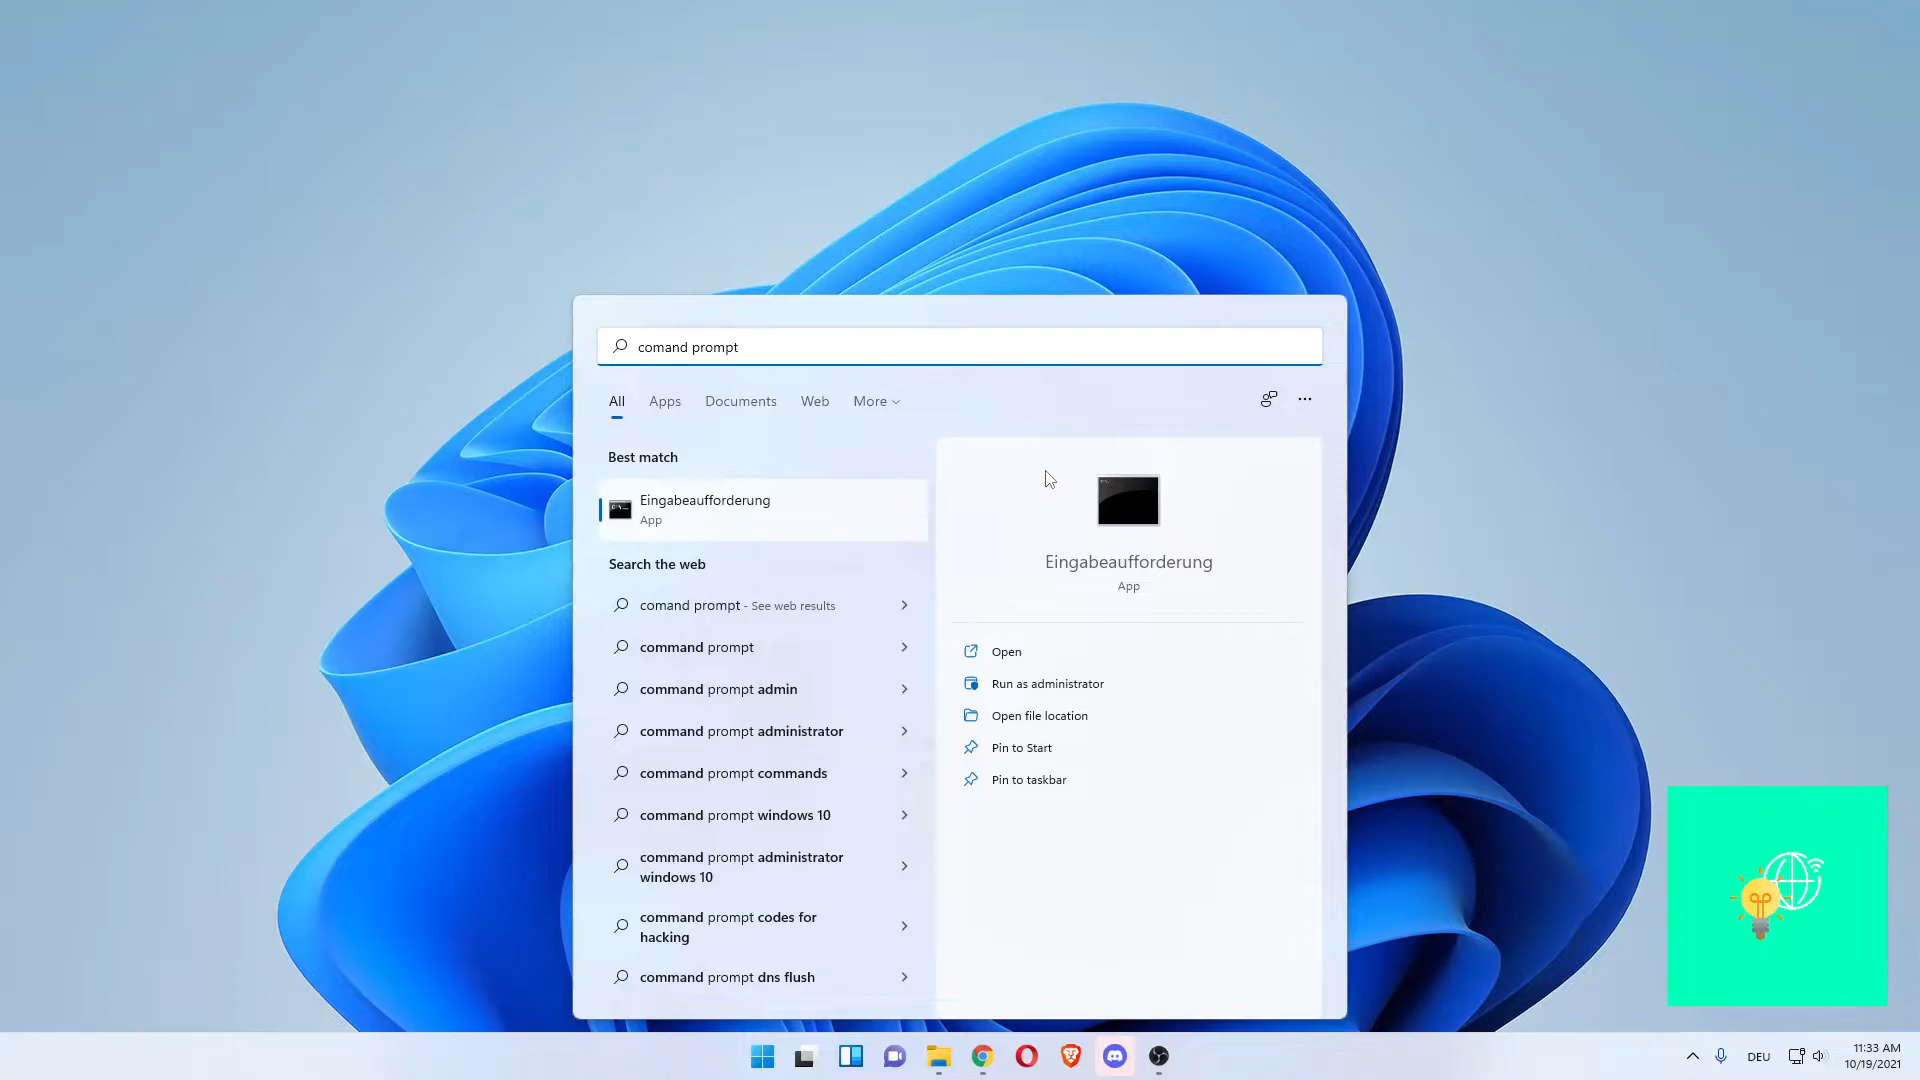 comand prompt
All Apps Documents Web More
Best match
Eingabeaufforderung
App
Search the web
comand prompt - See web results
command prompt
command prompt admin
command prompt administrator
command prompt commands
command prompt windows 10
command prompt administrator
windows 10
command prompt codes for
hacking
command prompt dns flush
Eingabeaufforderung
App
Open
Run as administrator
Open file location
Pin to Start
Pin to taskbar
DEU
11:33 AM
10/19/2021